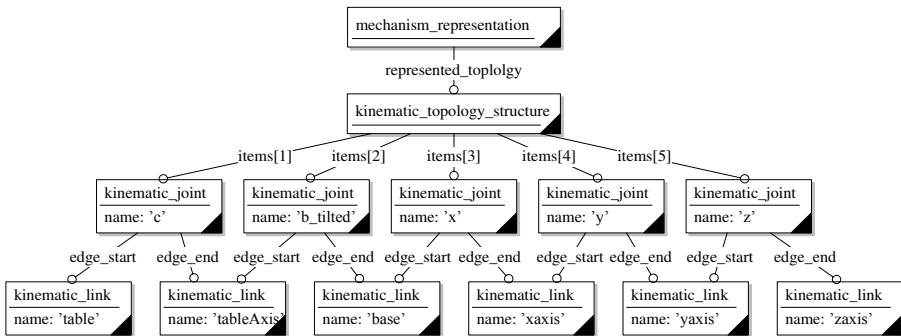 mechanism_representation
represented_toplolgy
kinematic_topology_structure
items[1] items[2] items[3] items[4] items[5]
kinematic_joint kinematic_joint kinematic_joint kinematic_joint kinematic_joint
name: 'c' name: 'b_tilted' name: 'x' name: 'y' name: 'z'
edge_start edge_end edge_start edge_end edge_start edge_end edge_start edge_end edge_start edge_end
kinematic_link kinematic_link kinematic_link kinematic_link kinematic_link kinematic_link
name: 'table' name: 'tableAxis' name: 'base' name: 'xaxis' name: 'yaxis' name: 'zaxis'